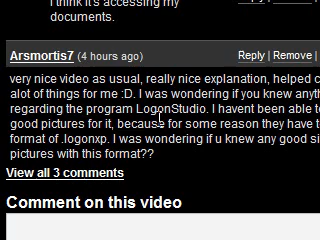 I think it's accessing my
documents.
Arsmortis7 (4 hours ago) Reply | Remove |
very nice video as usual, really nice explanation, helped c
alot of things for me :D. I was wondering if you knew anyth
regarding the program LogonStudio. I havent been able to
good pictures for it, because for some reason they have t
format of .logonxp. I was wondering if u knew any good si
pictures with this format??
View all 3 comments
Comment on this video